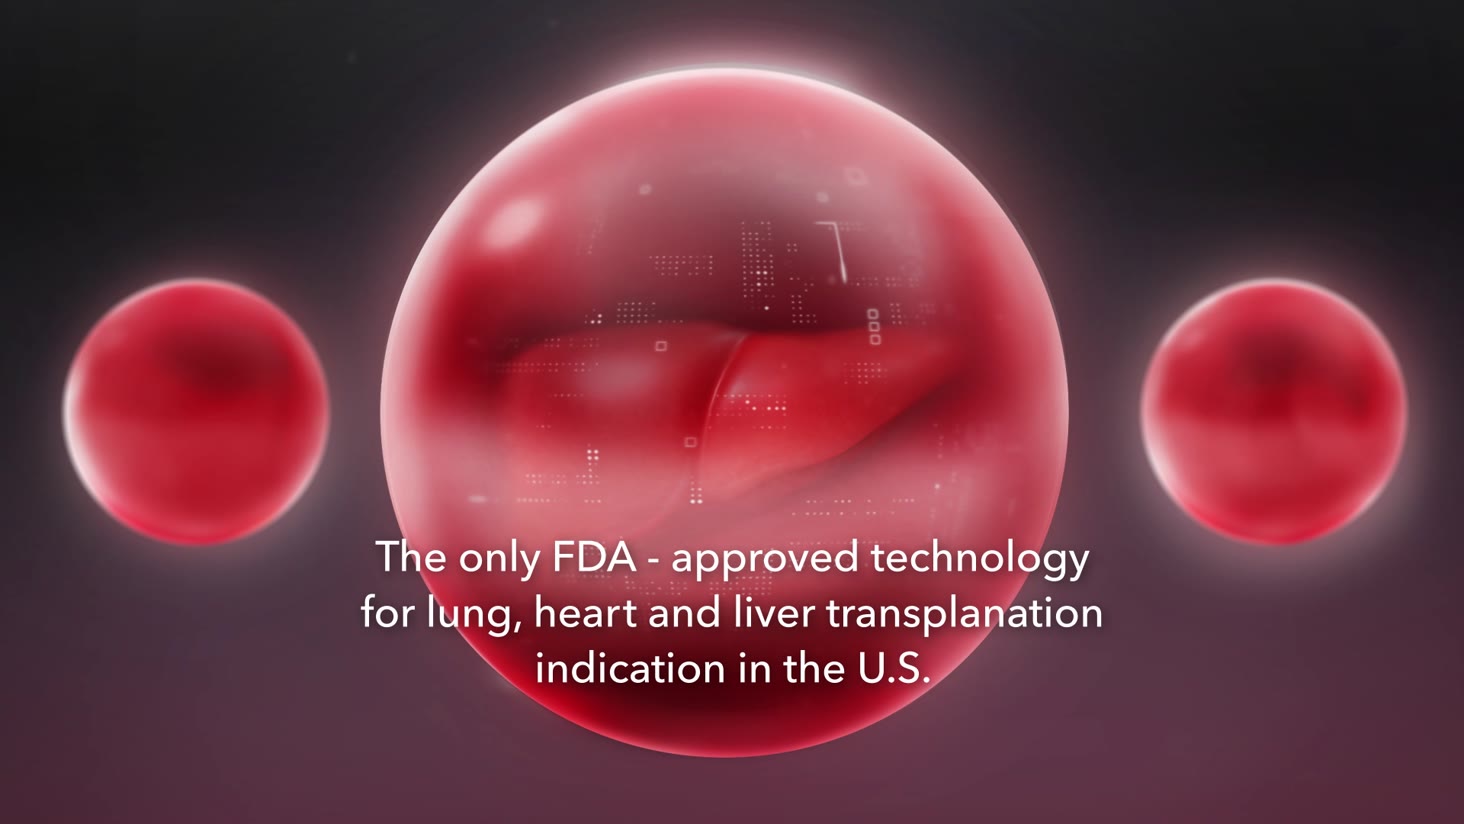 The only FDA - approved technology
for lung, heart and liver transplanation
indication in the U.S.